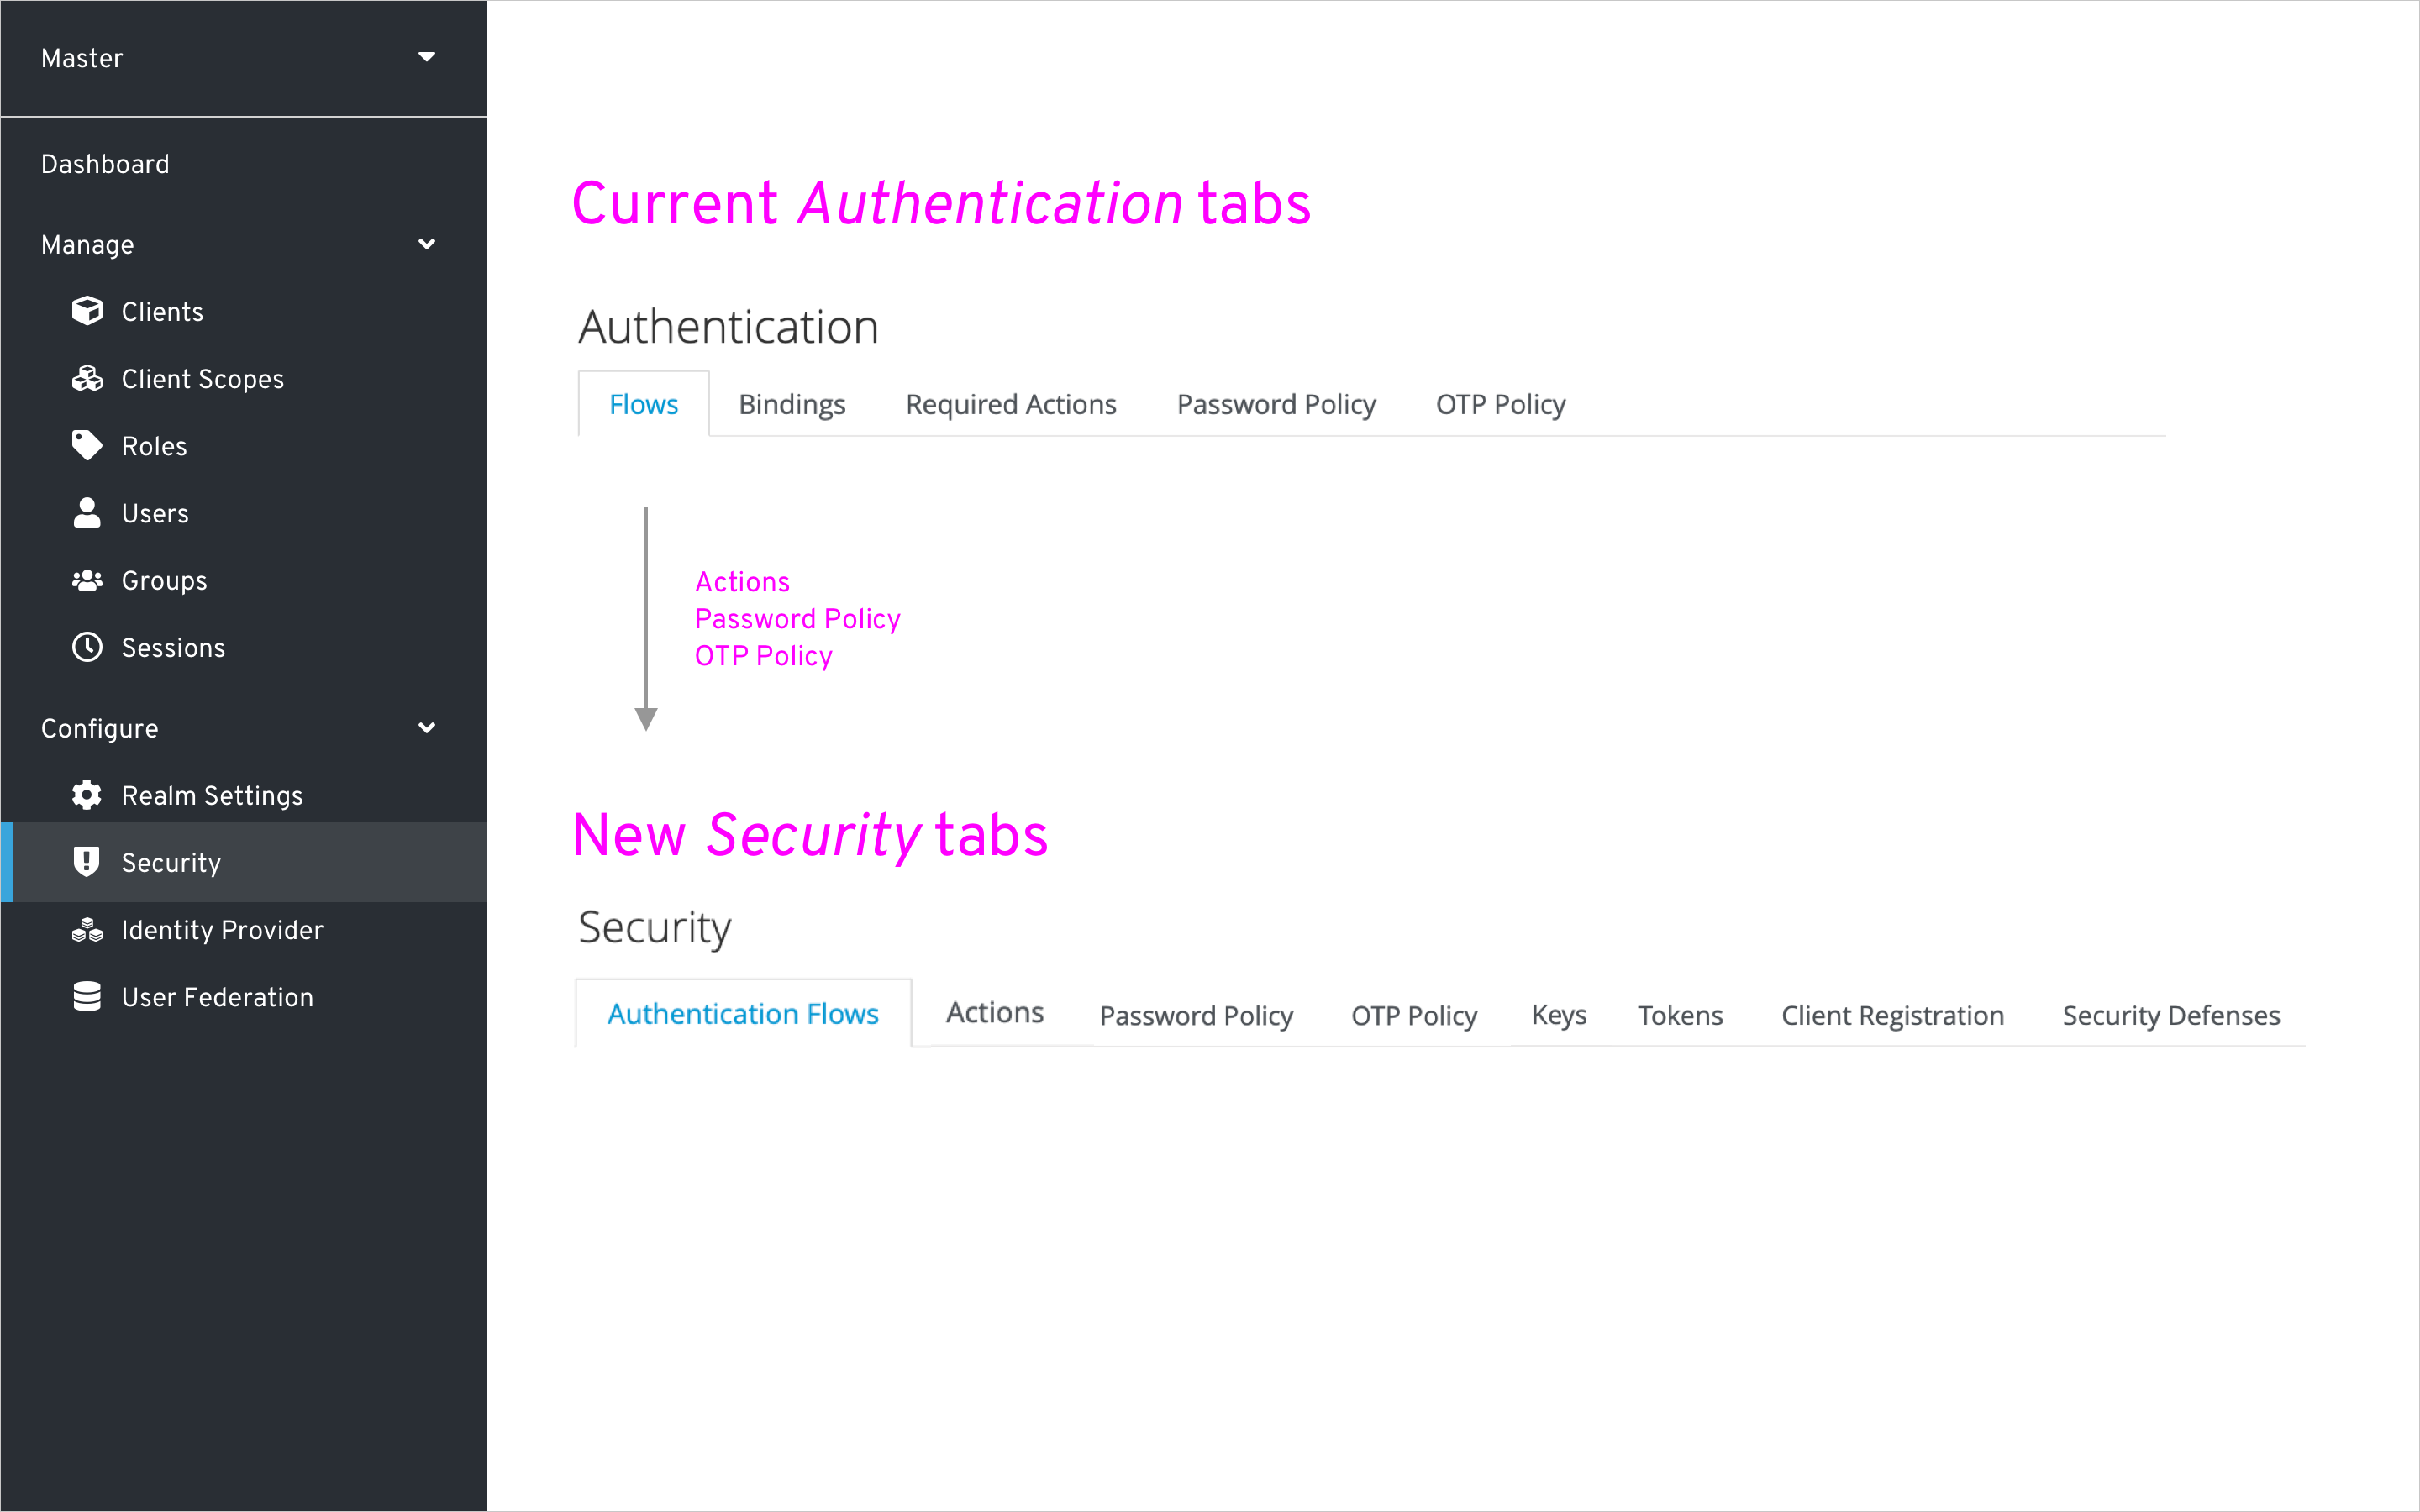 Master
Dashboard
Manage
Clients
Client Scopes
Roles
Users
Groups
Sessions
Configure
Realm Settings
Security
Identity Provider
User Federation
Current Authentication tabs
Authentication
Flows Bindings Required Actions Password Policy OTP Policy
Actions
Password Policy
OTP Policy
New Security tabs
Security
Authentication Flows Actions Password Policy OTP Policy Keys Tokens Client Registration Security Defenses